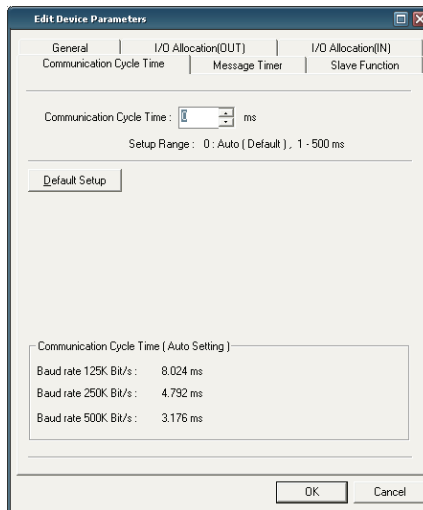 Edit Device Parameters
General I/O Allocation(OUT) I/O Allocation(IN)
Communication Cycle Time Message Timer Slave Function
Communication Cycle Time : 0 ms
Setup Range : 0 : Auto ( Default ) , 1 - 500 ms
Default Setup
Communication Cycle Time ( Auto Setting )
Baud rate 125K Bit/s : 8.024 ms
Baud rate 250K Bit/s : 4.792 ms
Baud rate 500K Bit/s : 3.176 ms
OK Cancel